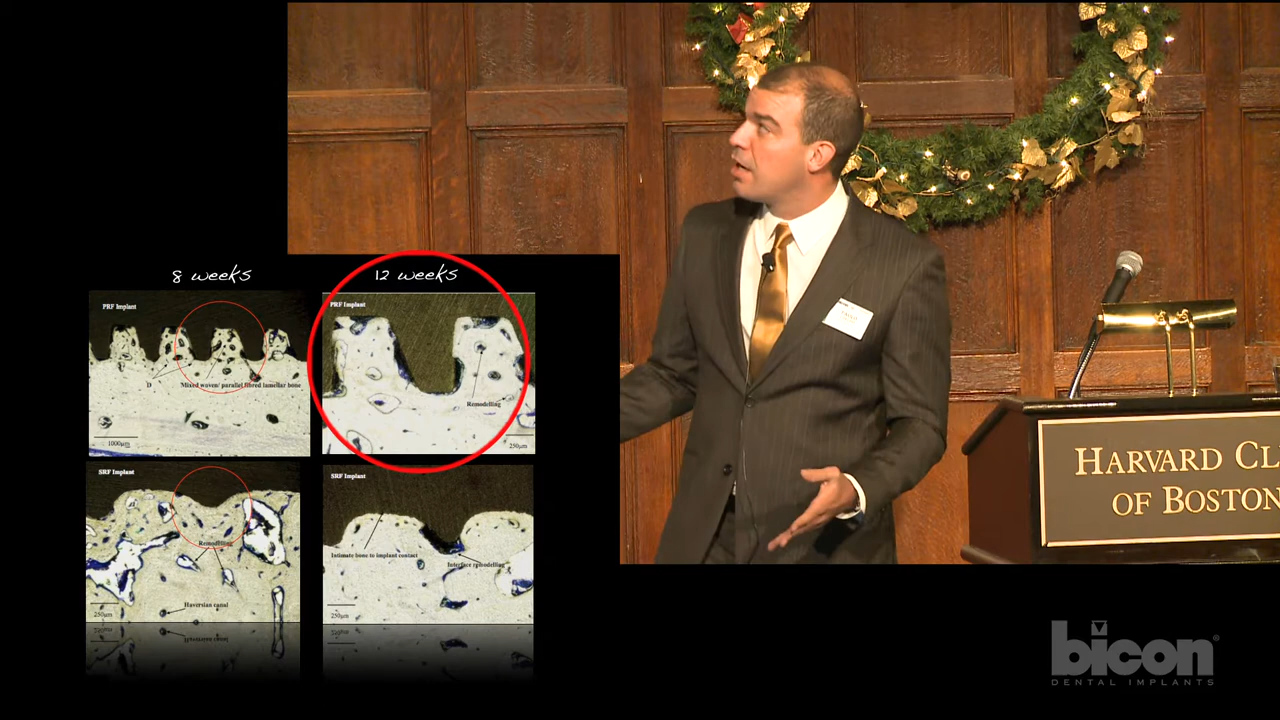 8 weeks
12 weeks
PRF Implant
D
Mixed woven/ parallel fibred lamellar bone
1000µm
PRF Implant
Remodelling
250µm
SRF Implant
Remodelling
Haversian canal
250µm
SRF Implant
Intimate bone to implant contact
Interface remodelling
250µm
HARVARD CL
OF BOSTON
bicon®
DENTAL IMPLANTS